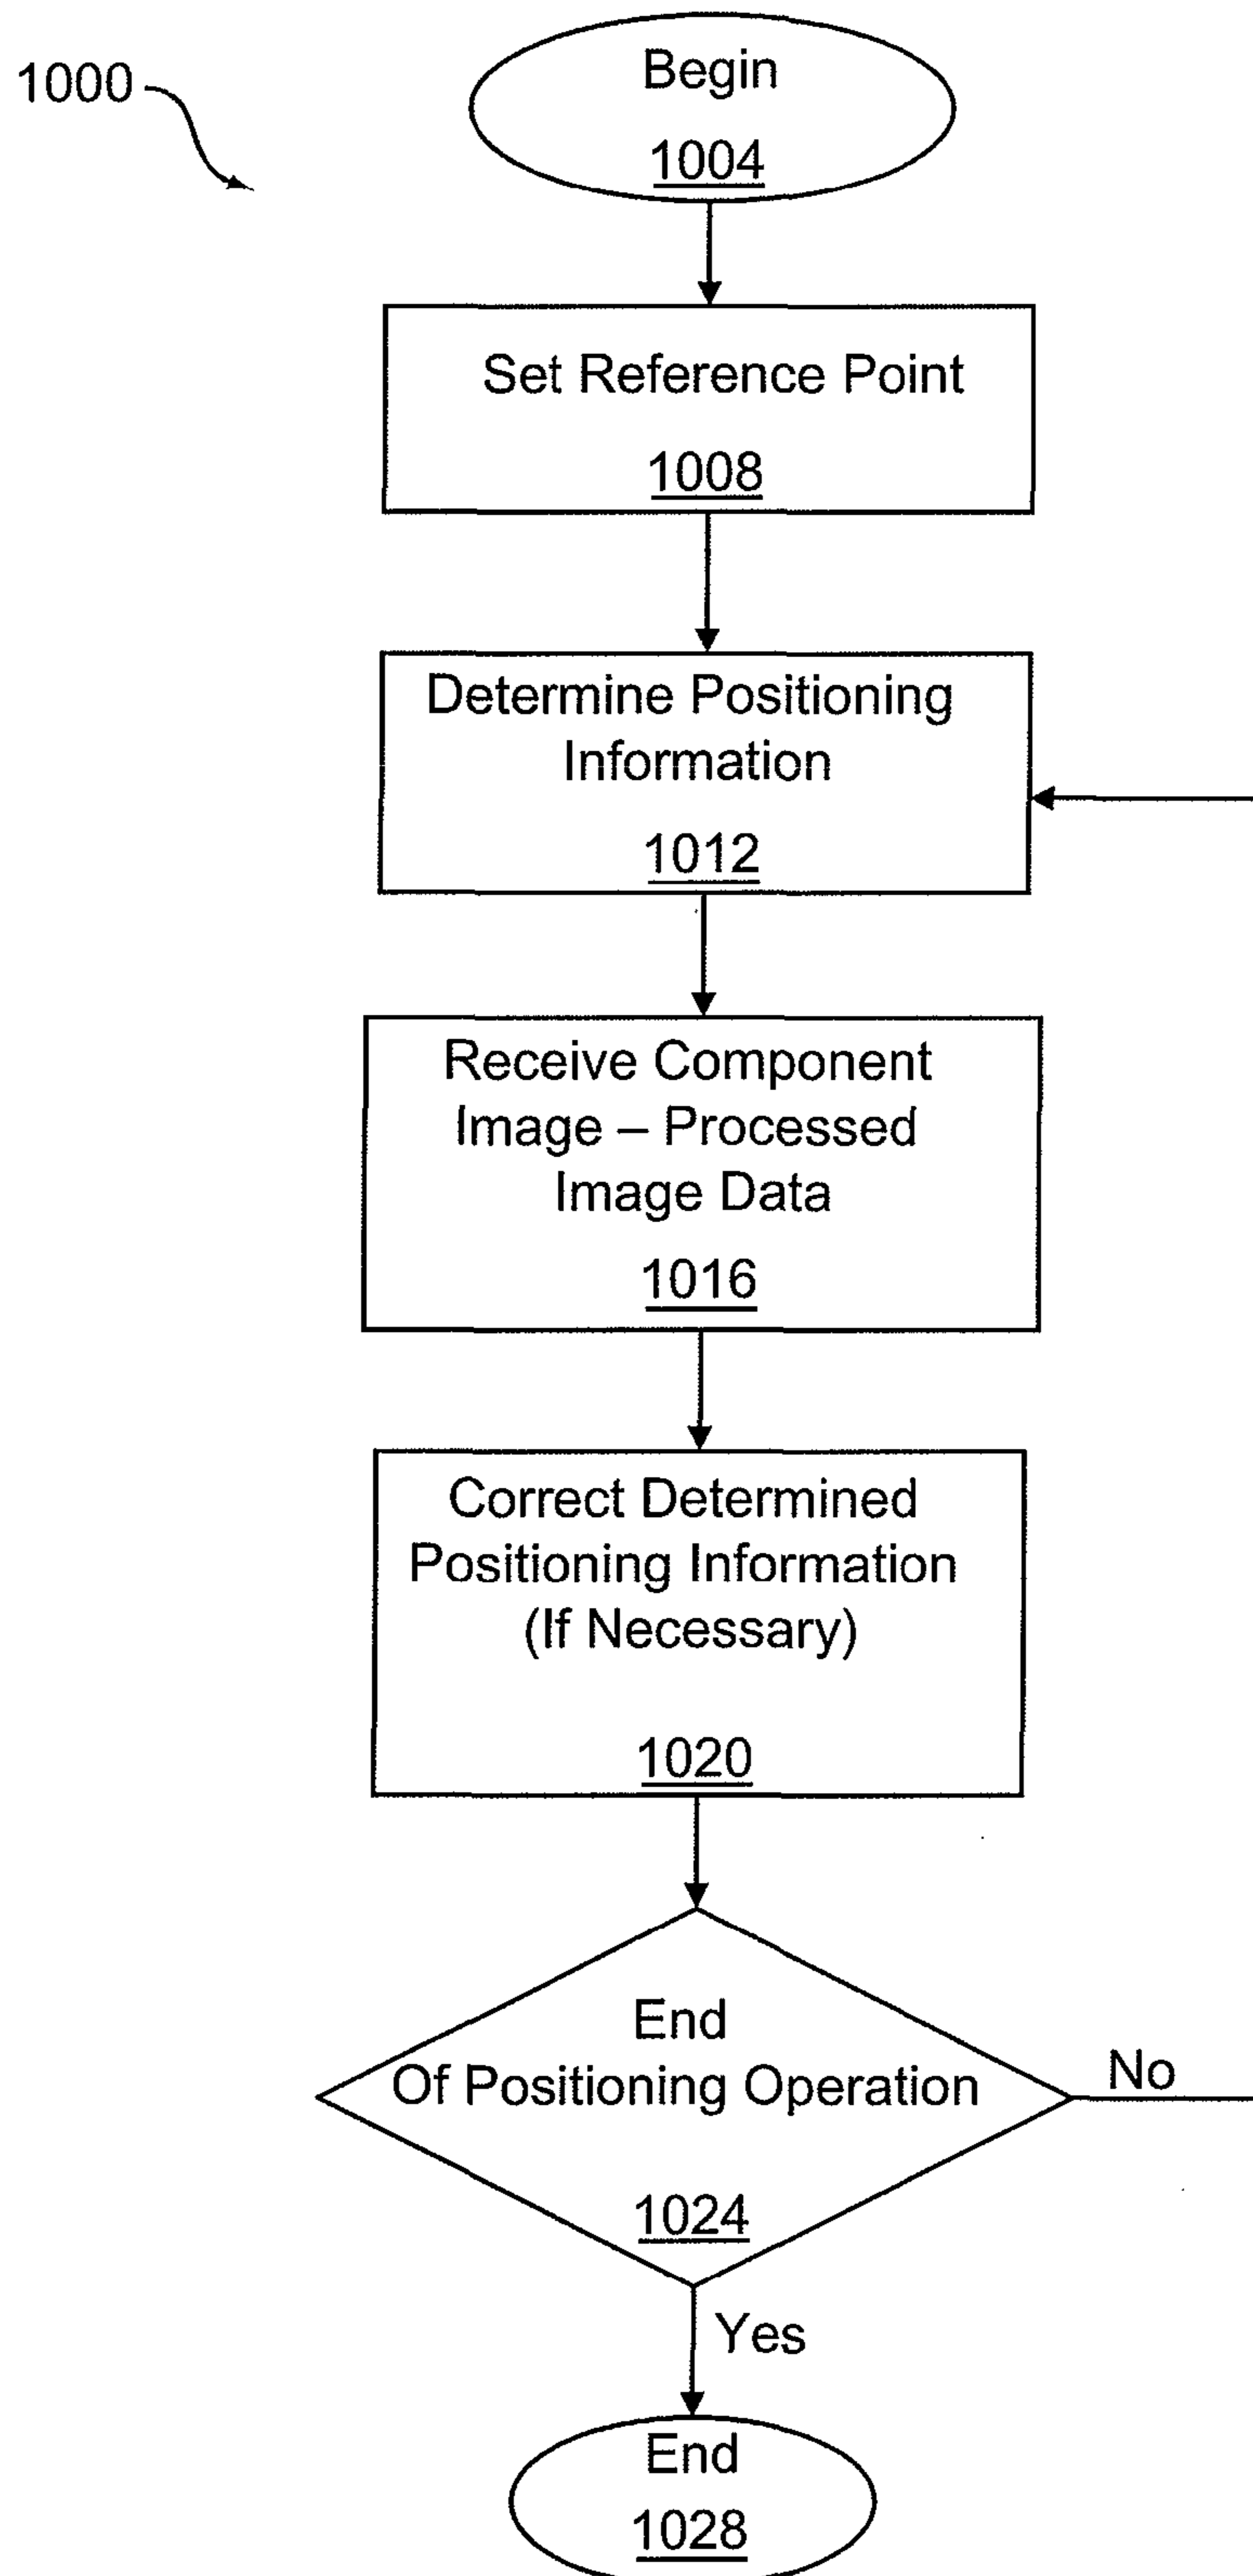 1000
Begin
1004
Set Reference Point
1008
Determine Positioning
Information
1012
Receive Component
Image – Processed
Image Data
1016
Correct Determined
Positioning Information
(If Necessary)
1020
End
Of Positioning Operation
1024
No
Yes
End
1028